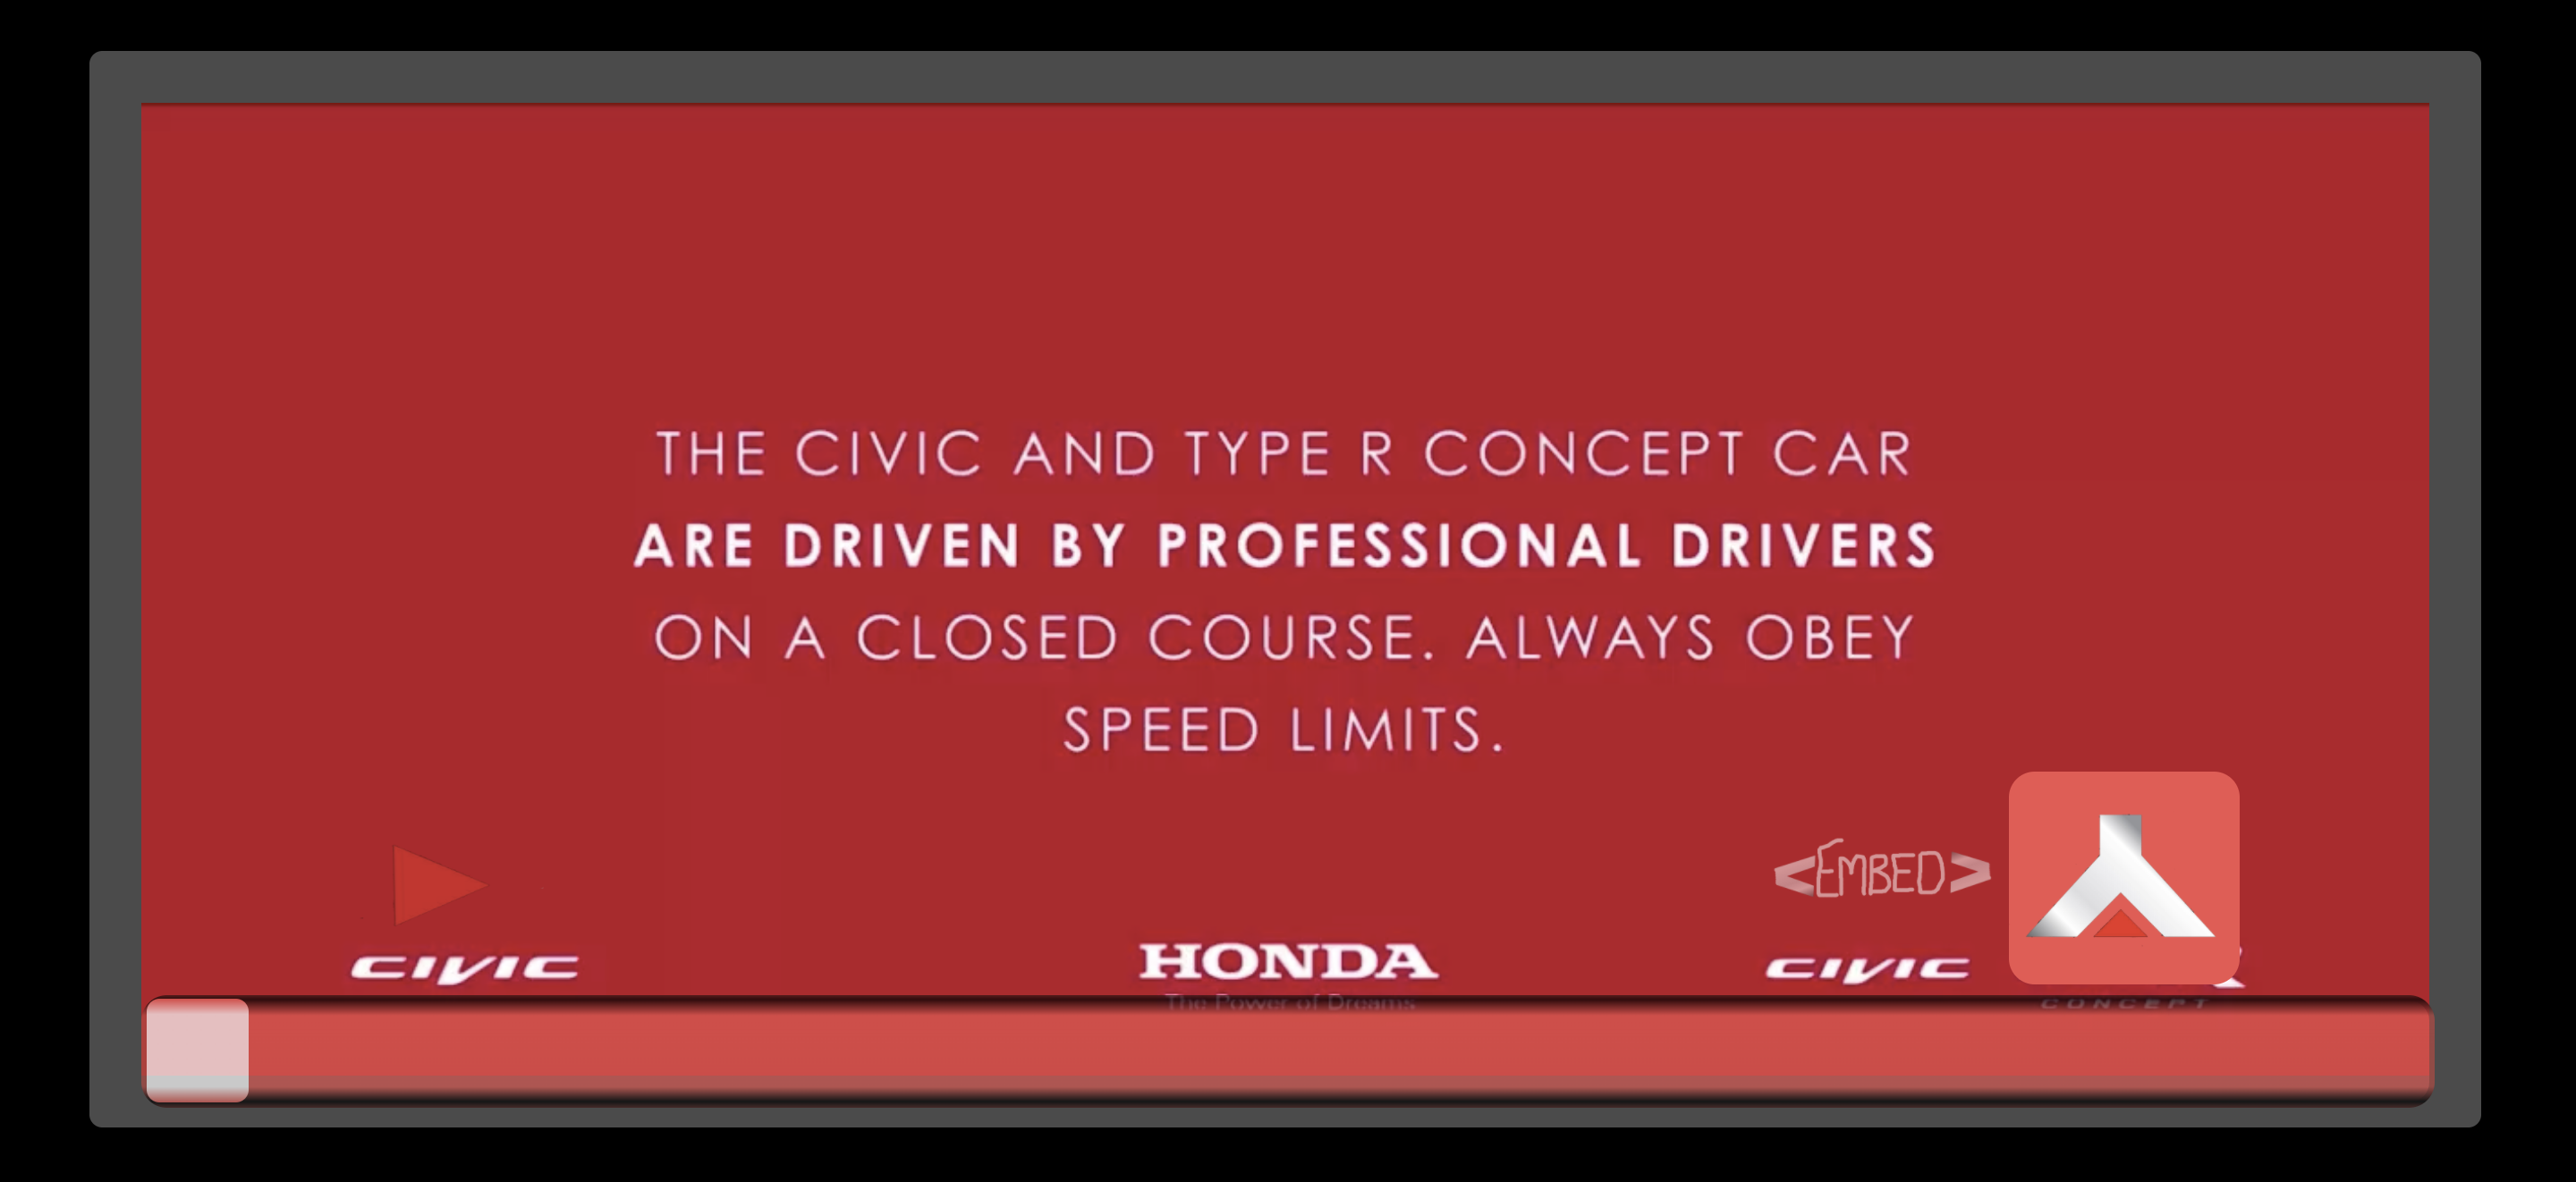 THE CIVIC AND TYPE R CONCEPT CAR
ARE DRIVEN BY PROFESSIONAL DRIVERS
ON A CLOSED COURSE. ALWAYS OBEY
SPEED LIMITS.
<EMBED>
CIVIC
HONDA
CIVIC
The Power of Dreams
CONCEPT